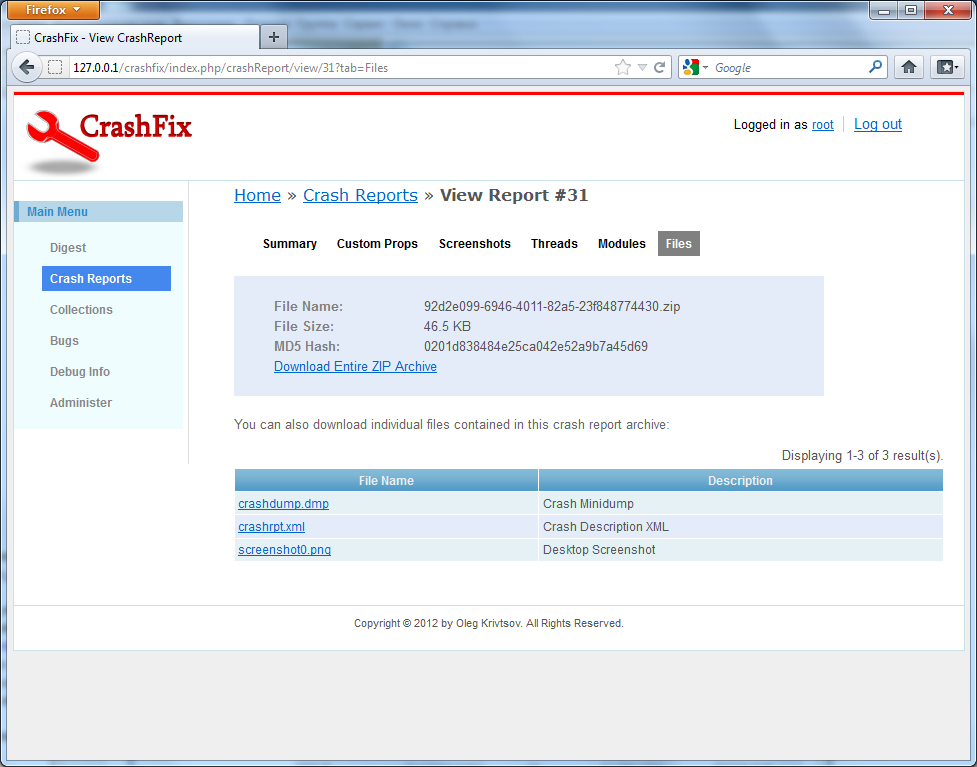 Firefox
CrashFix - View CrashReport
127.0.0.1/crashfix/index.php/crashReport/view/31?tab=Files
Google
CrashFix
Logged in as root Log out
Home » Crash Reports » View Report #31
Main Menu
Digest
Crash Reports
Collections
Bugs
Debug Info
Administer
Summary Custom Props Screenshots Threads Modules Files
File Name: 92d2e099-6946-4011-82a5-23f848774430.zip
File Size: 46.5 KB
MD5 Hash: 0201d838484e25ca042e52a9b7a45d69
Download Entire ZIP Archive
You can also download individual files contained in this crash report archive:
Displaying 1-3 of 3 result(s).
File Name Description
crashdump.dmp Crash Minidump
crashrpt.xml Crash Description XML
screenshot0.png Desktop Screenshot
Copyright © 2012 by Oleg Krivtsov. All Rights Reserved.